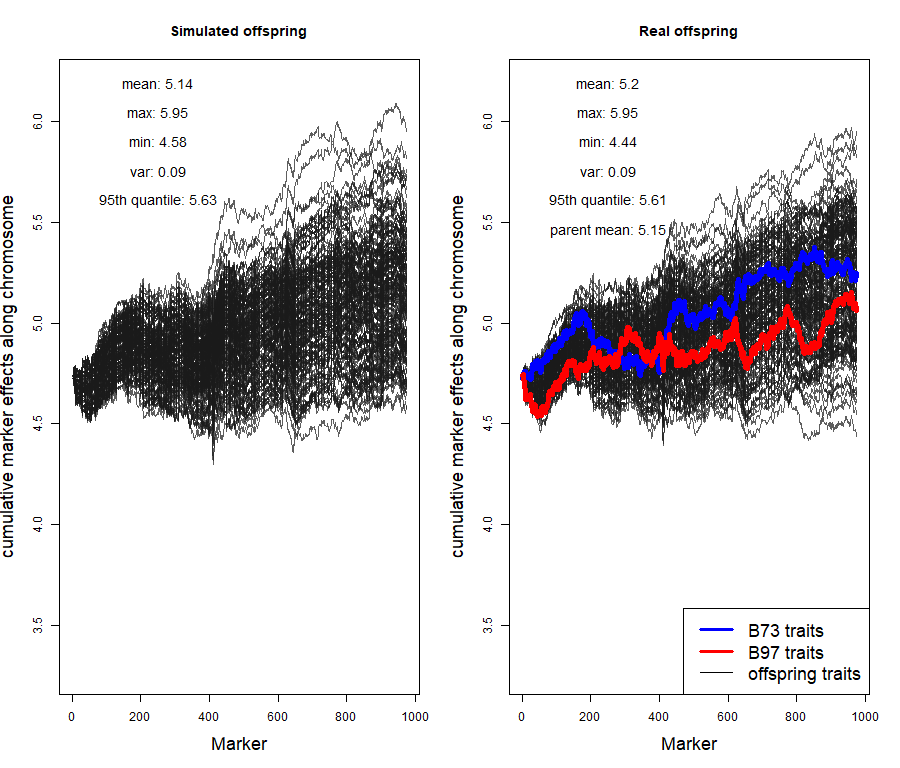 Simulated offspring
mean: 5.14
max: 5.95
min: 4.58
var: 0.09
95th quantile: 5.63
cumulative marker effects along chromosome
6.0
5.5
5.0
4.5
4.0
3.5
0 200 400 600 800 1000
Marker
Real offspring
mean: 5.2
max: 5.95
min: 4.44
var: 0.09
95th quantile: 5.61
parent mean: 5.15
cumulative marker effects along chromosome
6.0
5.5
5.0
4.5
4.0
3.5
B73 traits
B97 traits
offspring traits
0 200 400 600 800 1000
Marker